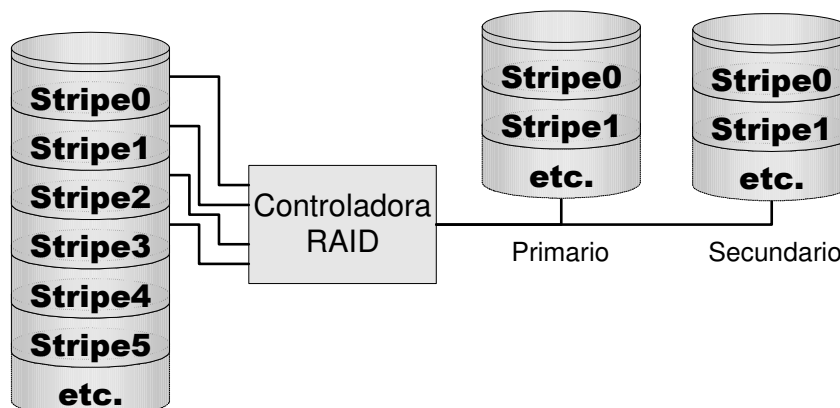 Stripe0
Stripe1
Stripe2
Stripe3
Stripe4
Stripe5
etc.
Controladora
RAID
Stripe0
Stripe1
etc.
Primario
Stripe0
Stripe1
etc.
Secundario